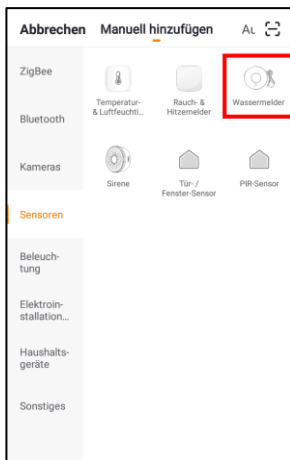 Abbrechen Manuell hinzufügen Au
ZigBee
Bluetooth
Kameras
Sensoren
Beleuch-
tung
Elektroin-
stallation...
Haushalts-
geräte
Sonstiges
Temperatur-
& Luftfeuchti...
Rauch- &
Hitzemelder
Wassermelder
Sirene
Tür- /
Fenster-Sensor
PIR-Sensor